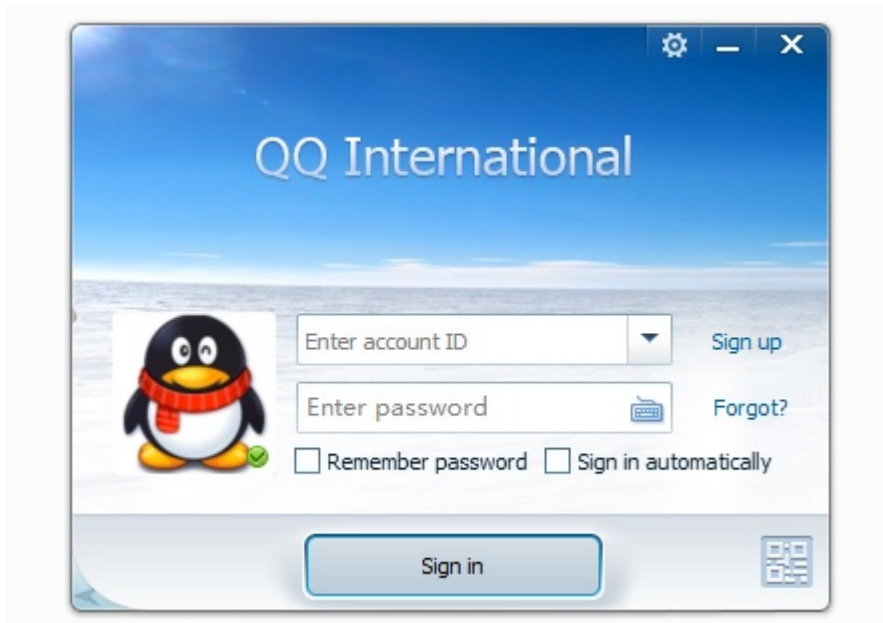 QQ International
Enter account ID
Sign up
Enter password
Forgot?
Remember password
Sign in automatically
Sign in